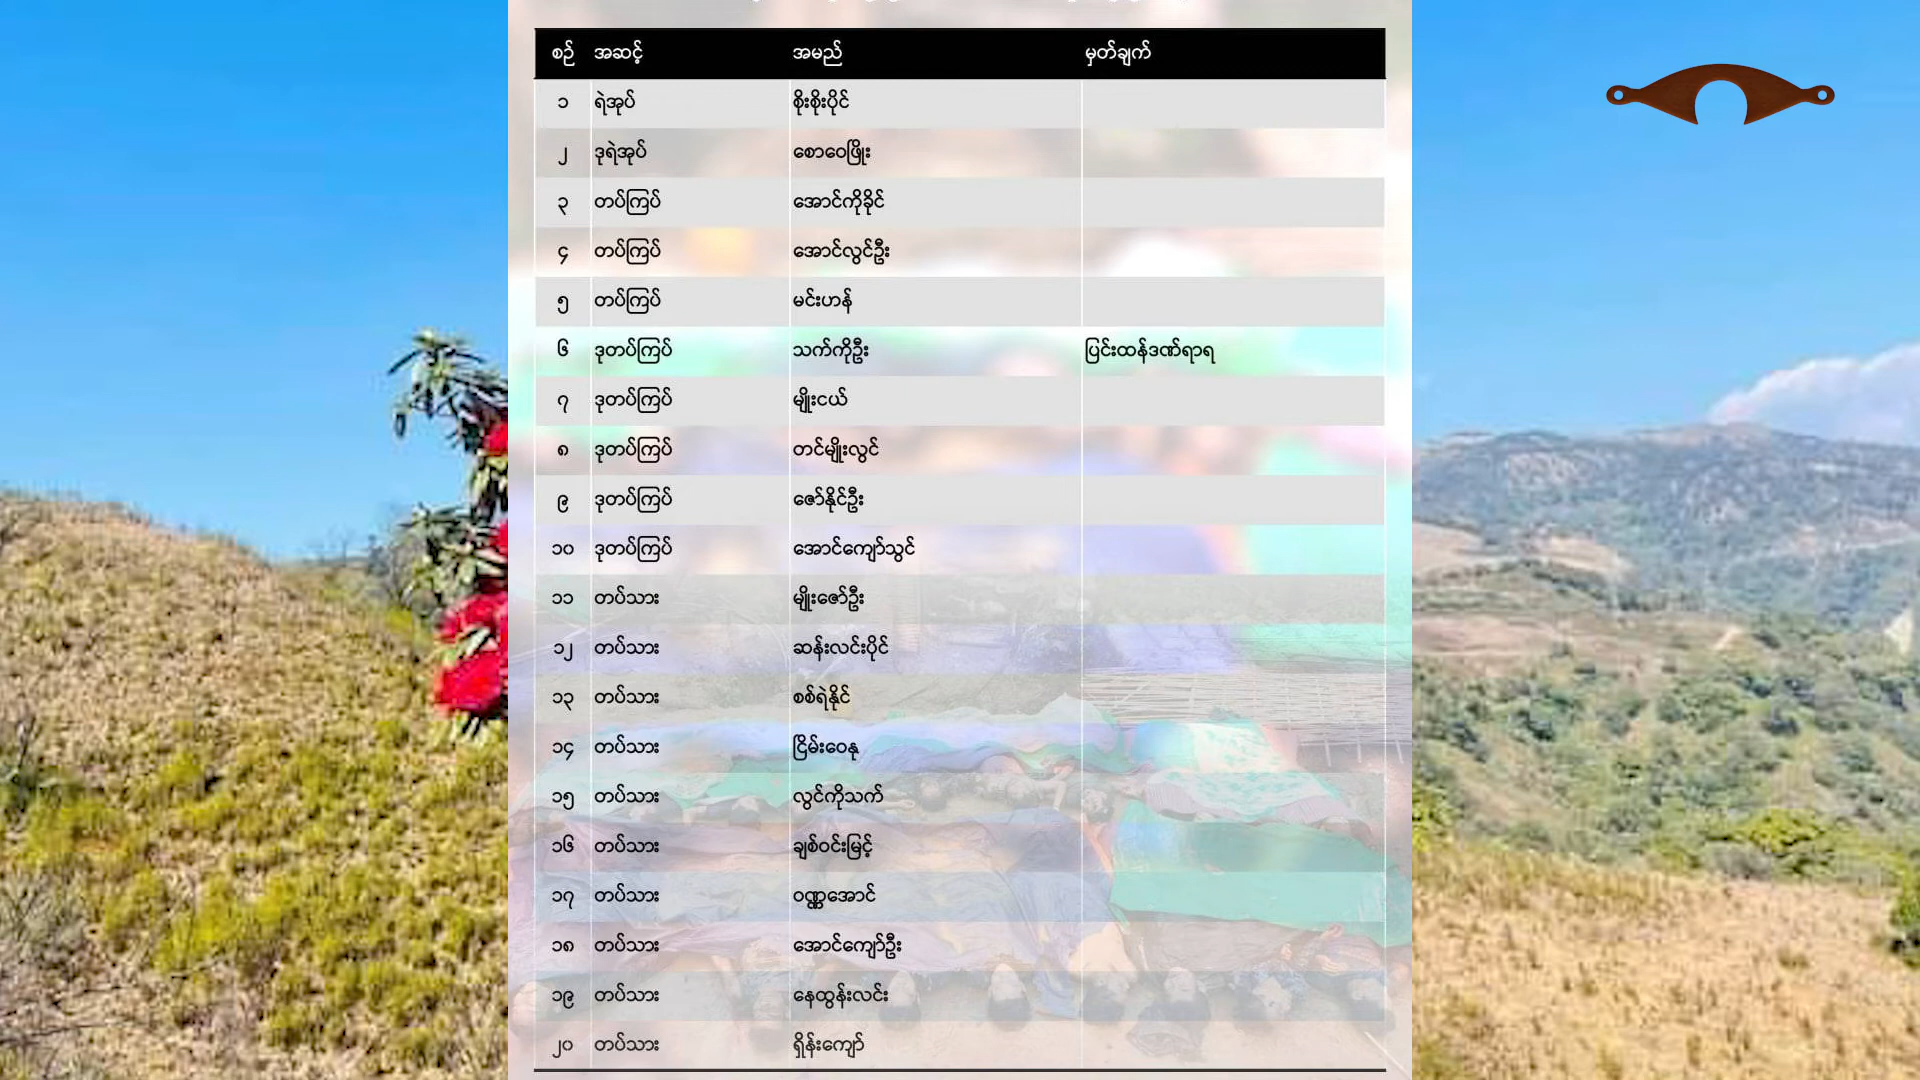 စဉ် အဆင့် အမည် မှတ်ချက်
၁ ရဲအုပ် စိုးစိုးပိုင်
၂ ဒုရဲအုပ် စောဝေဖြိုး
၃ တပ်ကြပ် အောင်ကိုခိုင်
၄ တပ်ကြပ် အောင်လွင်ဦး
၅ တပ်ကြပ် မင်းဟန်
၆ ဒုတပ်ကြပ် သက်ကိုဦး ပြင်းထန်ဒဏ်ရာရ
၇ ဒုတပ်ကြပ် မျိုးငယ်
၈ ဒုတပ်ကြပ် တင်မျိုးလွင်
၉ ဒုတပ်ကြပ် ဇော်နိုင်ဦး
၁၀ ဒုတပ်ကြပ် အောင်ကျော်သွင်
၁၁ တပ်သား မျိုးဇော်ဦး
၁၂ တပ်သား ဆန်းလင်းပိုင်
၁၃ တပ်သား စစ်ရဲနိုင်
၁၄ တပ်သား ငြိမ်းဝေနု
၁၅ တပ်သား လွင်ကိုသက်
၁၆ တပ်သား ချစ်ဝင်းမြင့်
၁၇ တပ်သား ဝဏ္ဏအောင်
၁၈ တပ်သား အောင်ကျော်ဦး
၁၉ တပ်သား နေထွန်းလင်း
၂၀ တပ်သား ရှိန်းကျော်